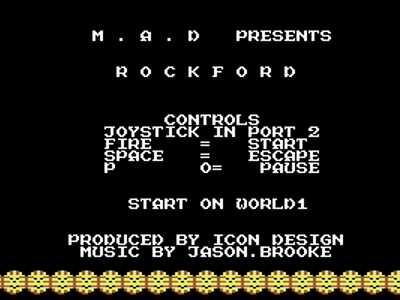 M . A . D PRESENTS
R O C K F O R D
CONTROLS
JOYSTICK IN PORT 2
FIRE = START
SPACE = ESCAPE
P O= PAUSE
START ON WORLD1
PRODUCED BY ICON DESIGN
MUSIC BY JASON.BROOKE